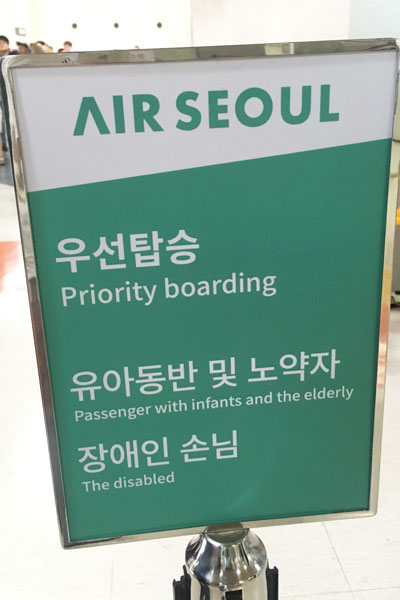 AIR SEOUL
우선탑승
Priority boarding
유아동반 및 노약자
Passenger with infants and the elderly
장애인 손님
The disabled